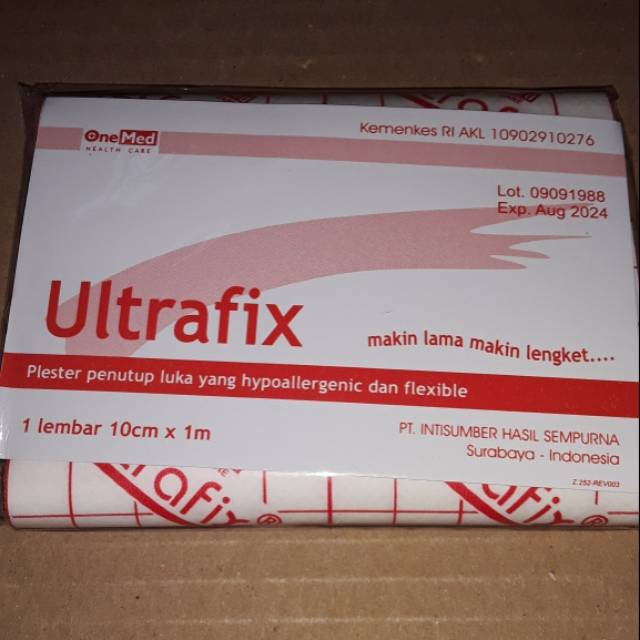 OneMed
HEALTH CARE
Kemenkes RI AKL 10902910276
Lot. 09091988
Exp. Aug 2024
Ultrafix
makin lama makin lengket....
Plester penutup luka yang hypoallergenic dan flexible
1 lembar 10cm x 1m
PT. INTISUMBER HASIL SEMPURNA
Surabaya - Indonesia
Z.252-REV003